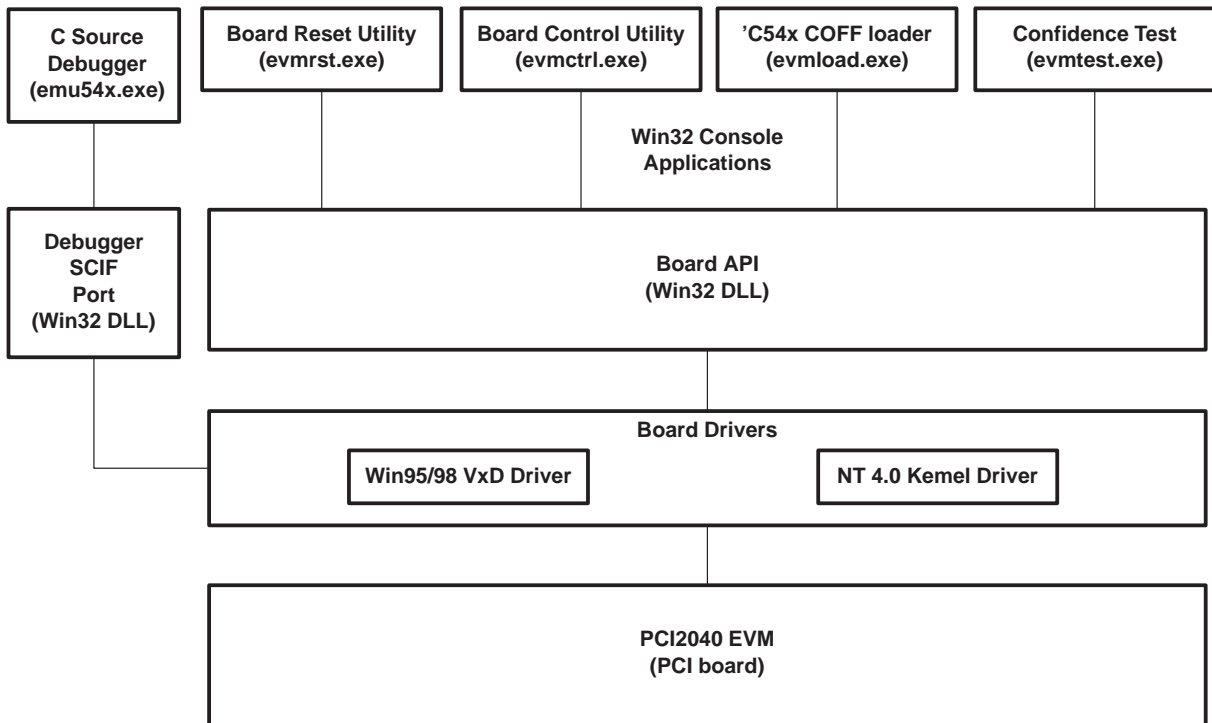 C Source
Debugger
(emu54x.exe)
Board Reset Utility
(evmrst.exe)
Board Control Utility
(evmctrl.exe)
’C54x COFF loader
(evmload.exe)
Confidence Test
(evmtest.exe)
Win32 Console
Applications
Debugger
SCIF
Port
(Win32 DLL)
Board API
(Win32 DLL)
Board Drivers
Win95/98 VxD Driver
NT 4.0 Kemel Driver
PCI2040 EVM
(PCI board)